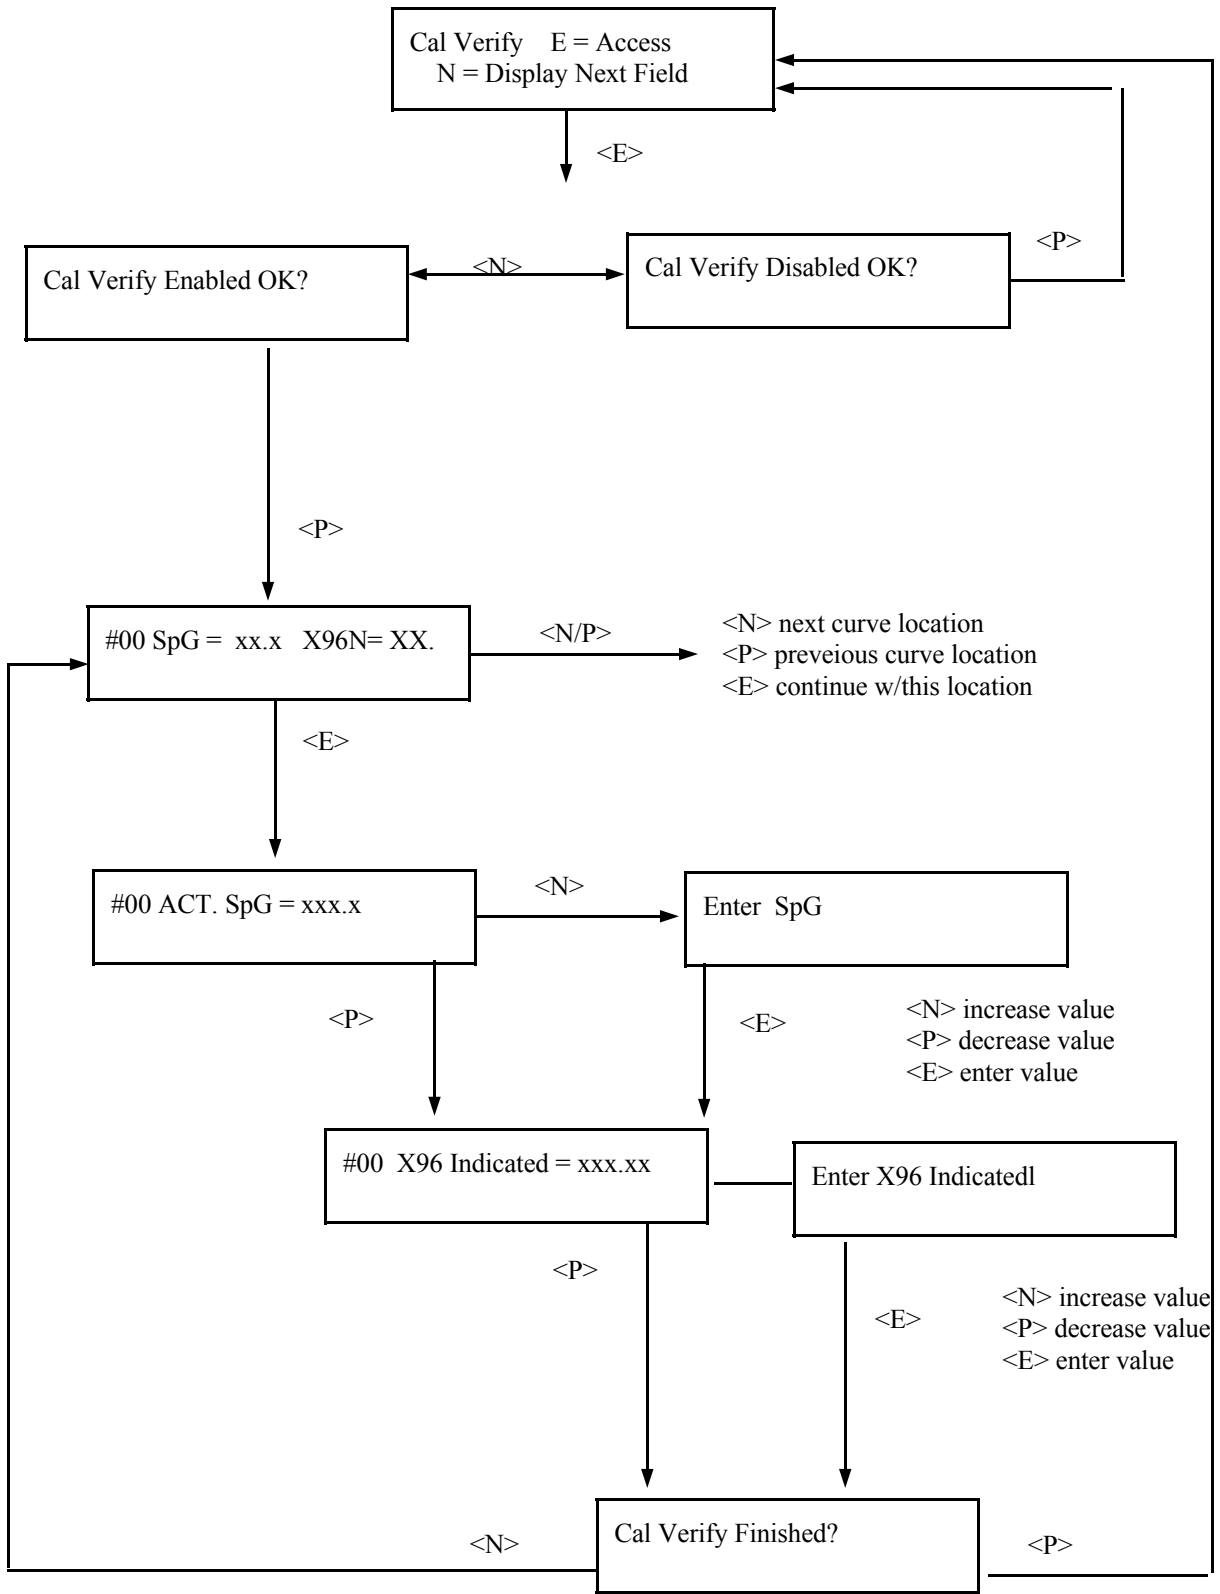 Cal Verify    E = Access
N = Display Next Field
<E>
<P>
Cal Verify Enabled OK?
<N>
Cal Verify Disabled OK?
<P>
#00 SpG =  xx.x   X96N= XX.
<N/P>
<N> next curve location
<P> preveious curve location
<E> continue w/this location
<E>
#00 ACT. SpG = xxx.x
<N>
Enter  SpG
<P>
<E>
<N> increase value
<P> decrease value
<E> enter value
#00  X96 Indicated = xxx.xx
Enter X96 Indicatedl
<P>
<E>
<N> increase value
<P> decrease value
<E> enter value
<N>
Cal Verify Finished?
<P>